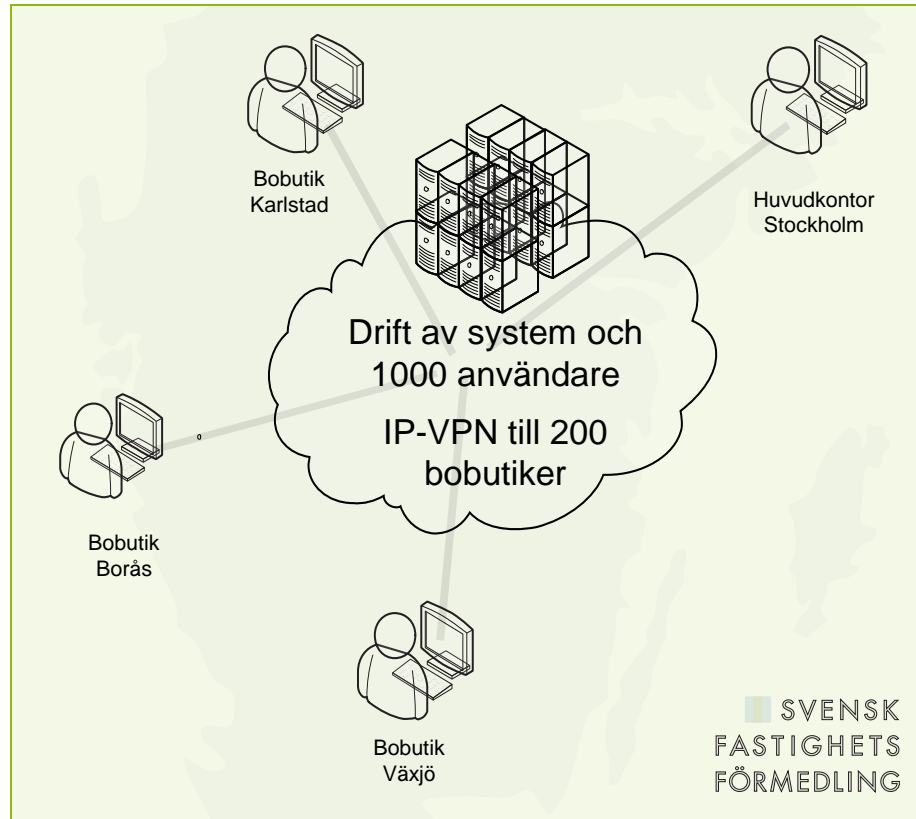 Bobutik
Karlstad
Huvudkontor
Stockholm
Drift av system och
1000 användare
IP-VPN till 200
bobutiker
Bobutik
Borås
Bobutik
Växjö
SVENSK
FASTIGHETS
FÖRMEDLING